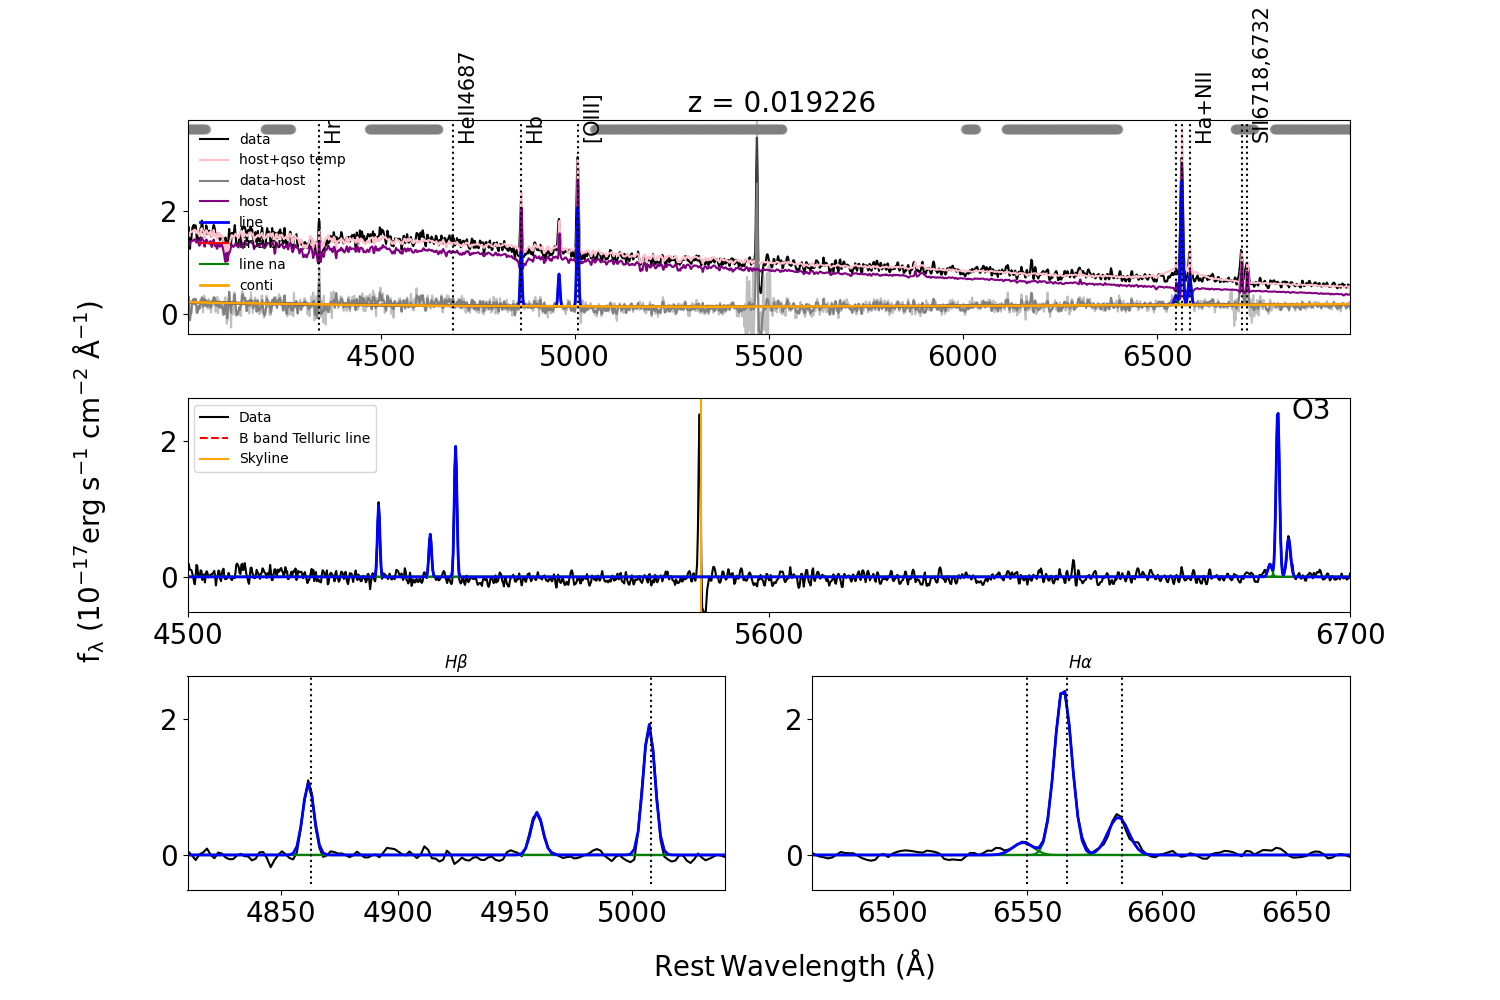 z = 0.019226
Hr
HeII4687
Hb
[OIII]
Ha+NII
SII6718,6732
data
host+qso temp
data-host
host
line
line na
conti
2
0
4500
5000
5500
6000
6500
O3
Data
B band Telluric line
Skyline
2
0
4500
5600
6700
fλ (10⁻¹⁷erg s⁻¹ cm⁻² Å⁻¹)
Hβ
2
0
4850
4900
4950
5000
Hα
2
0
6500
6550
6600
6650
Rest Wavelength (Å)